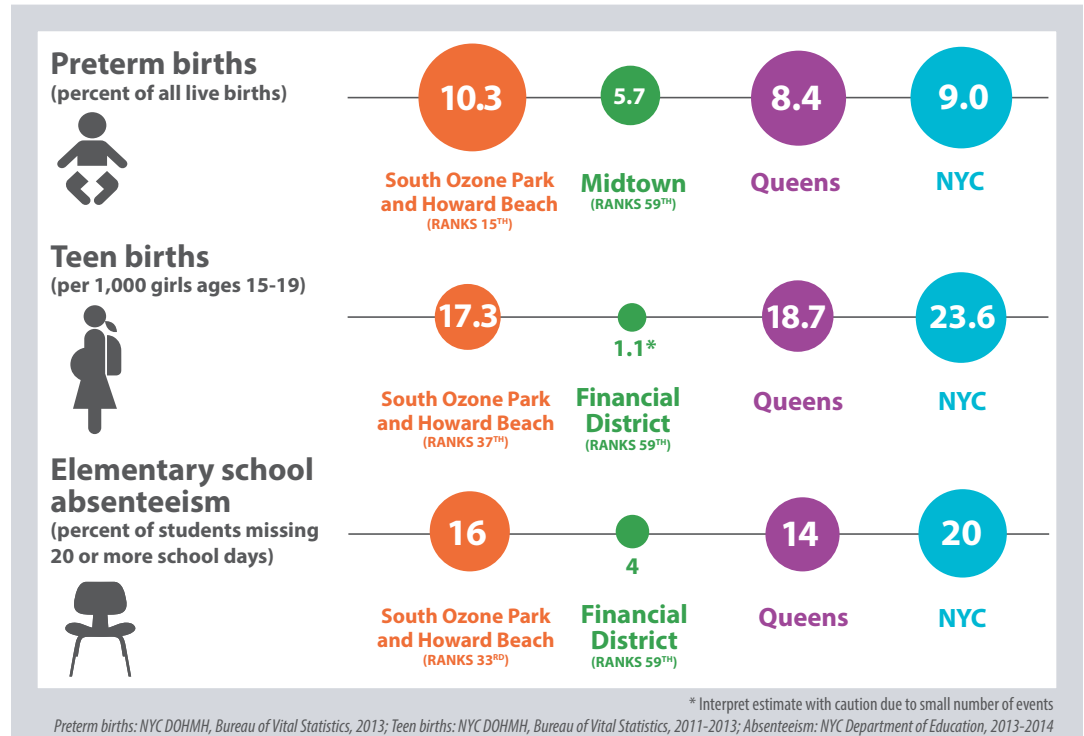 Preterm births
(percent of all live births)
10.3
5.7
8.4
9.0
South Ozone Park
and Howard Beach
(RANKS 15TH)
Midtown
(RANKS 59TH)
Queens
NYC
Teen births
(per 1,000 girls ages 15-19)
17.3
1.1*
18.7
23.6
South Ozone Park
and Howard Beach
(RANKS 37TH)
Financial
District
(RANKS 59TH)
Queens
NYC
Elementary school
absenteeism
(percent of students missing
20 or more school days)
16
4
14
20
South Ozone Park
and Howard Beach
(RANKS 33RD)
Financial
District
(RANKS 59TH)
Queens
NYC
* Interpret estimate with caution due to small number of events
Preterm births: NYC DOHMH, Bureau of Vital Statistics, 2013; Teen births: NYC DOHMH, Bureau of Vital Statistics, 2011-2013; Absenteeism: NYC Department of Education, 2013-2014